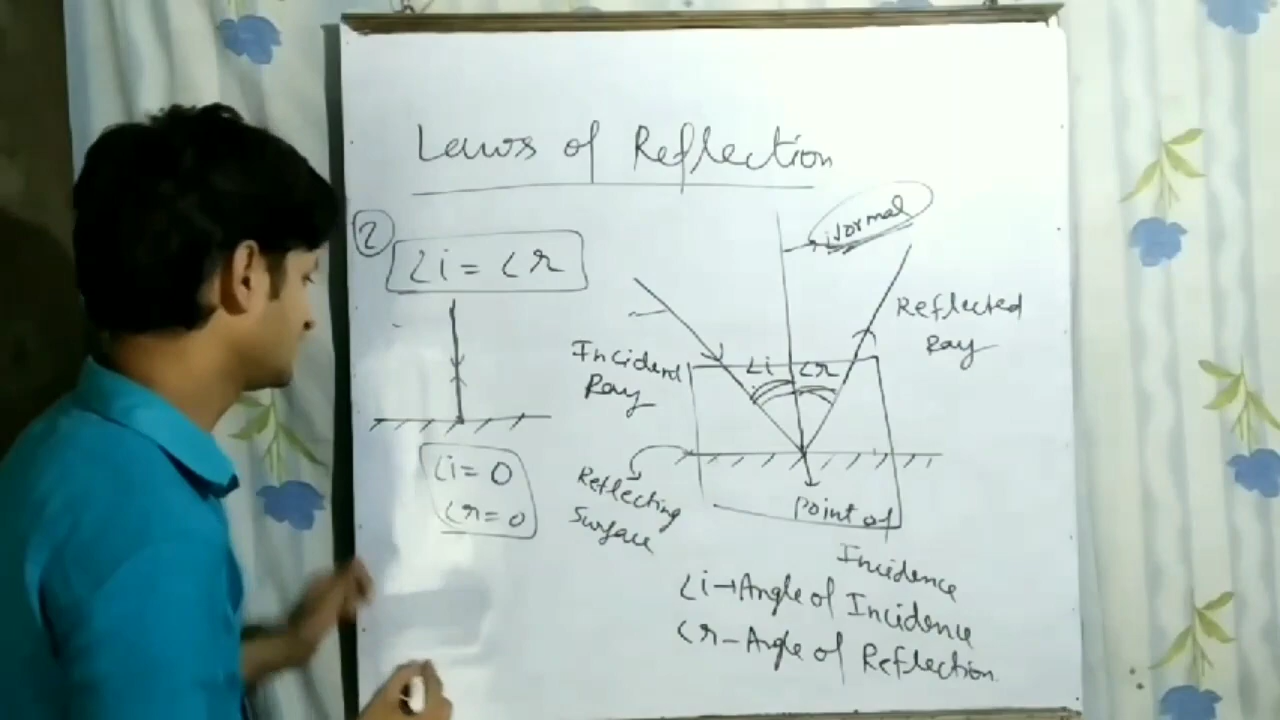 Laws of Reflection
2
∠i = ∠r
∠i = 0
∠r = 0
Normal
Incident
Ray
∠i
∠r
Reflected
Ray
Reflecting
Surface
Point of
Incidence
∠i → Angle of Incidence
∠r - Angle of Reflection